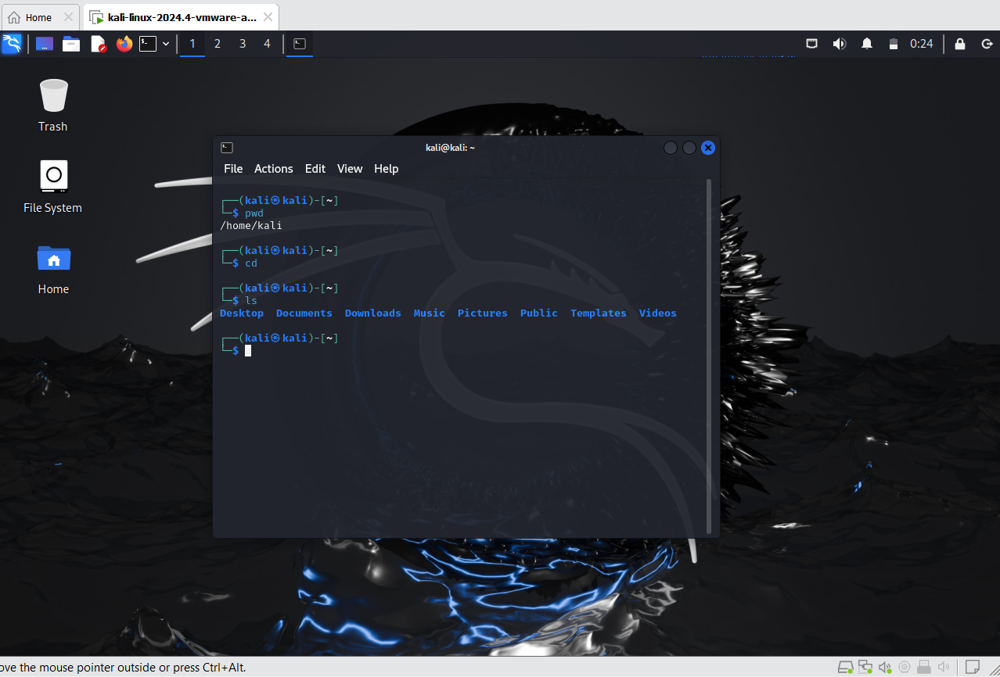 Home
kali-linux-2024.4-vmware-a...
1 2 3 4
0:24
Trash
File System
Home
kali@kali: ~
File Actions Edit View Help
┌──(kali㉿kali)-[~]
└─$ pwd
/home/kali
┌──(kali㉿kali)-[~]
└─$ cd
┌──(kali㉿kali)-[~]
└─$ ls
Desktop Documents Downloads Music Pictures Public Templates Videos
┌──(kali㉿kali)-[~]
└─$
ove the mouse pointer outside or press Ctrl+Alt.